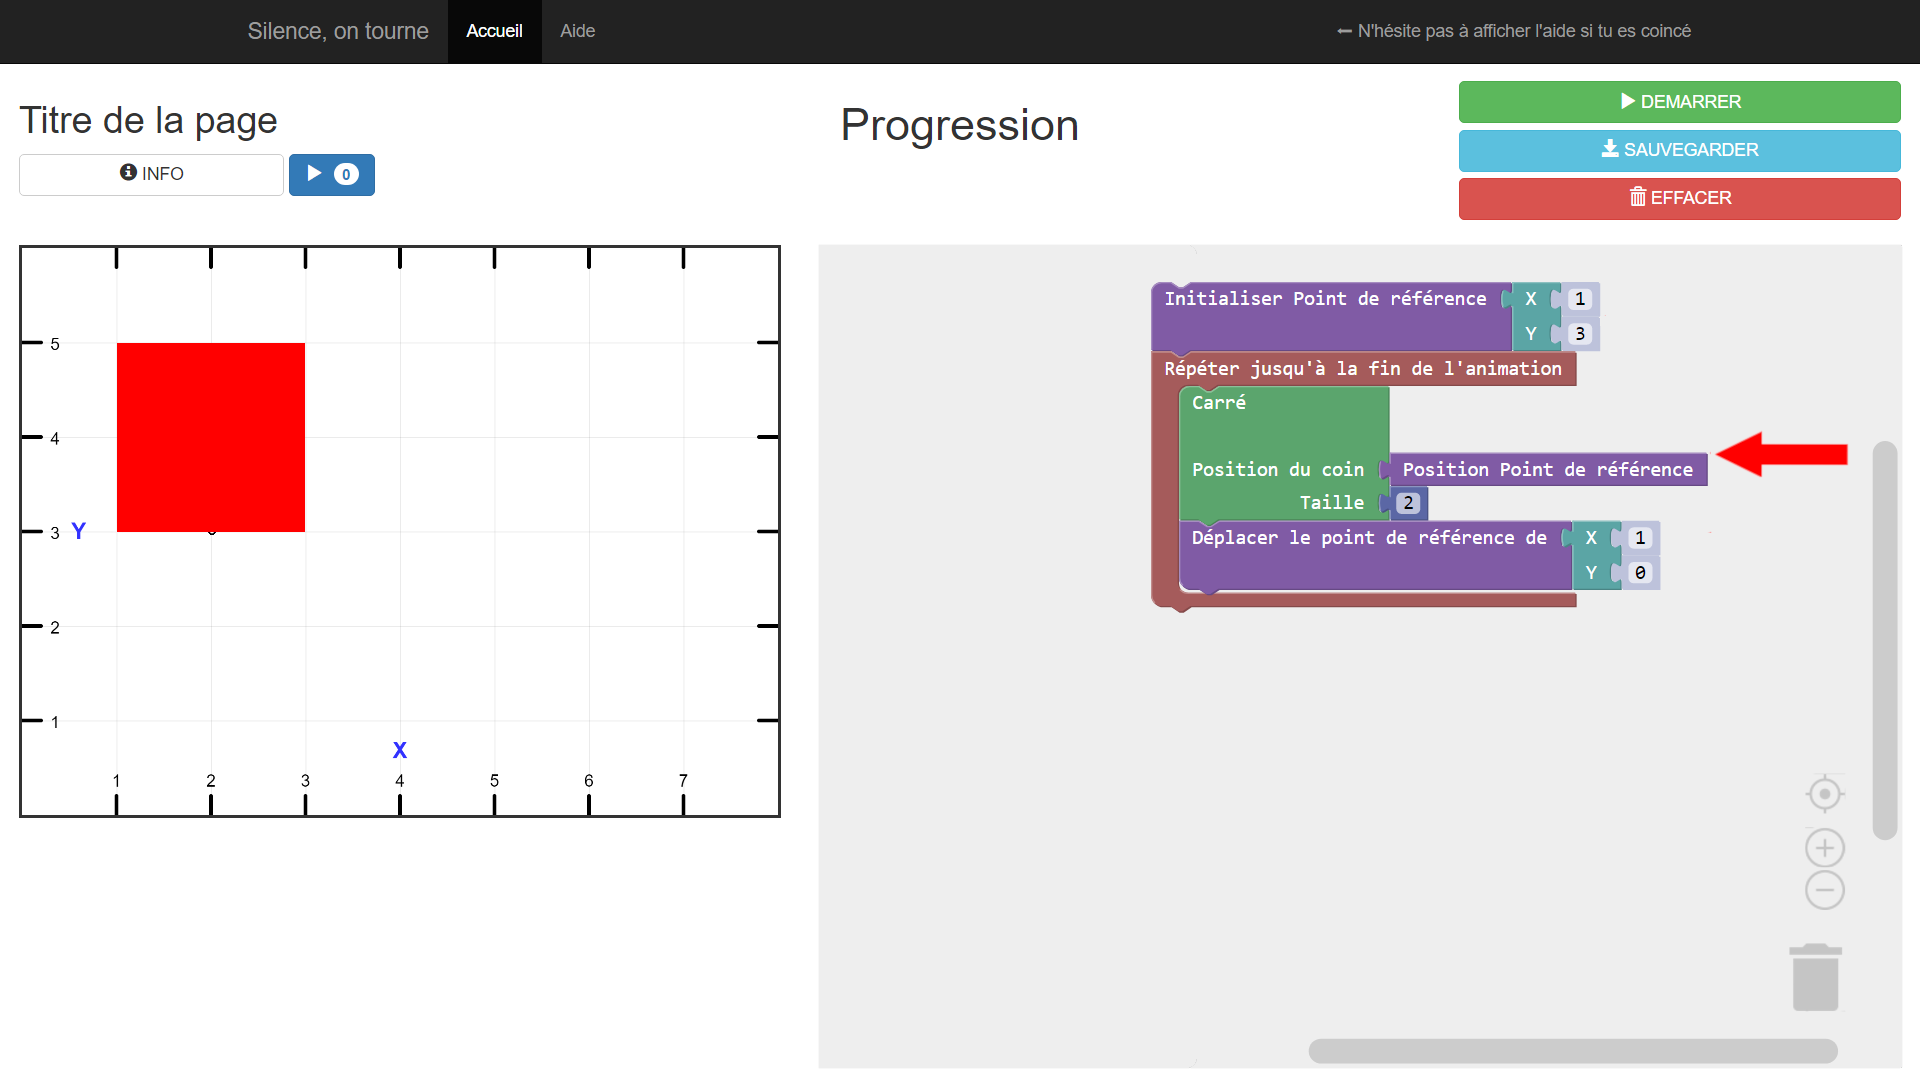 Silence, on tourne
Accueil
Aide
N'hésite pas à afficher l'aide si tu es coincé
Titre de la page
INFO
0
Progression
DEMARRER
SAUVEGARDER
EFFACER
5
4
3
Y
2
1
X
1 2 3 4 5 6 7
Initialiser Point de référence X 1
Y 3
Répéter jusqu'à la fin de l'animation
Carré
Position du coin Position Point de référence
Taille 2
Déplacer le point de référence de X 1
Y 0